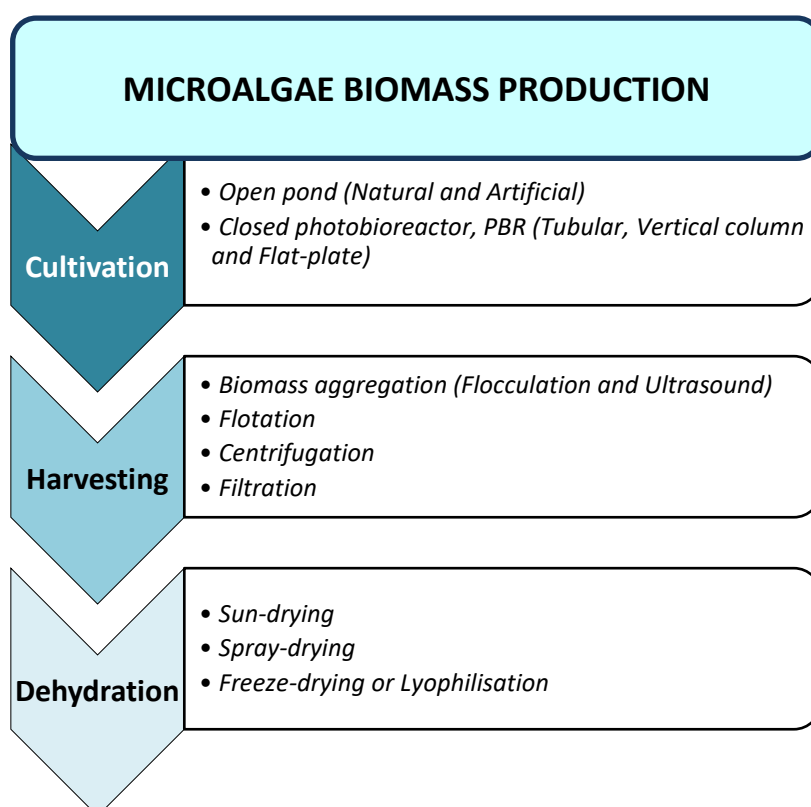 MICROALGAE BIOMASS PRODUCTION
Cultivation
• Open pond (Natural and Artificial)
• Closed photobioreactor, PBR (Tubular, Vertical column
and Flat-plate)
Harvesting
• Biomass aggregation (Flocculation and Ultrasound)
• Flotation
• Centrifugation
• Filtration
Dehydration
• Sun-drying
• Spray-drying
• Freeze-drying or Lyophilisation